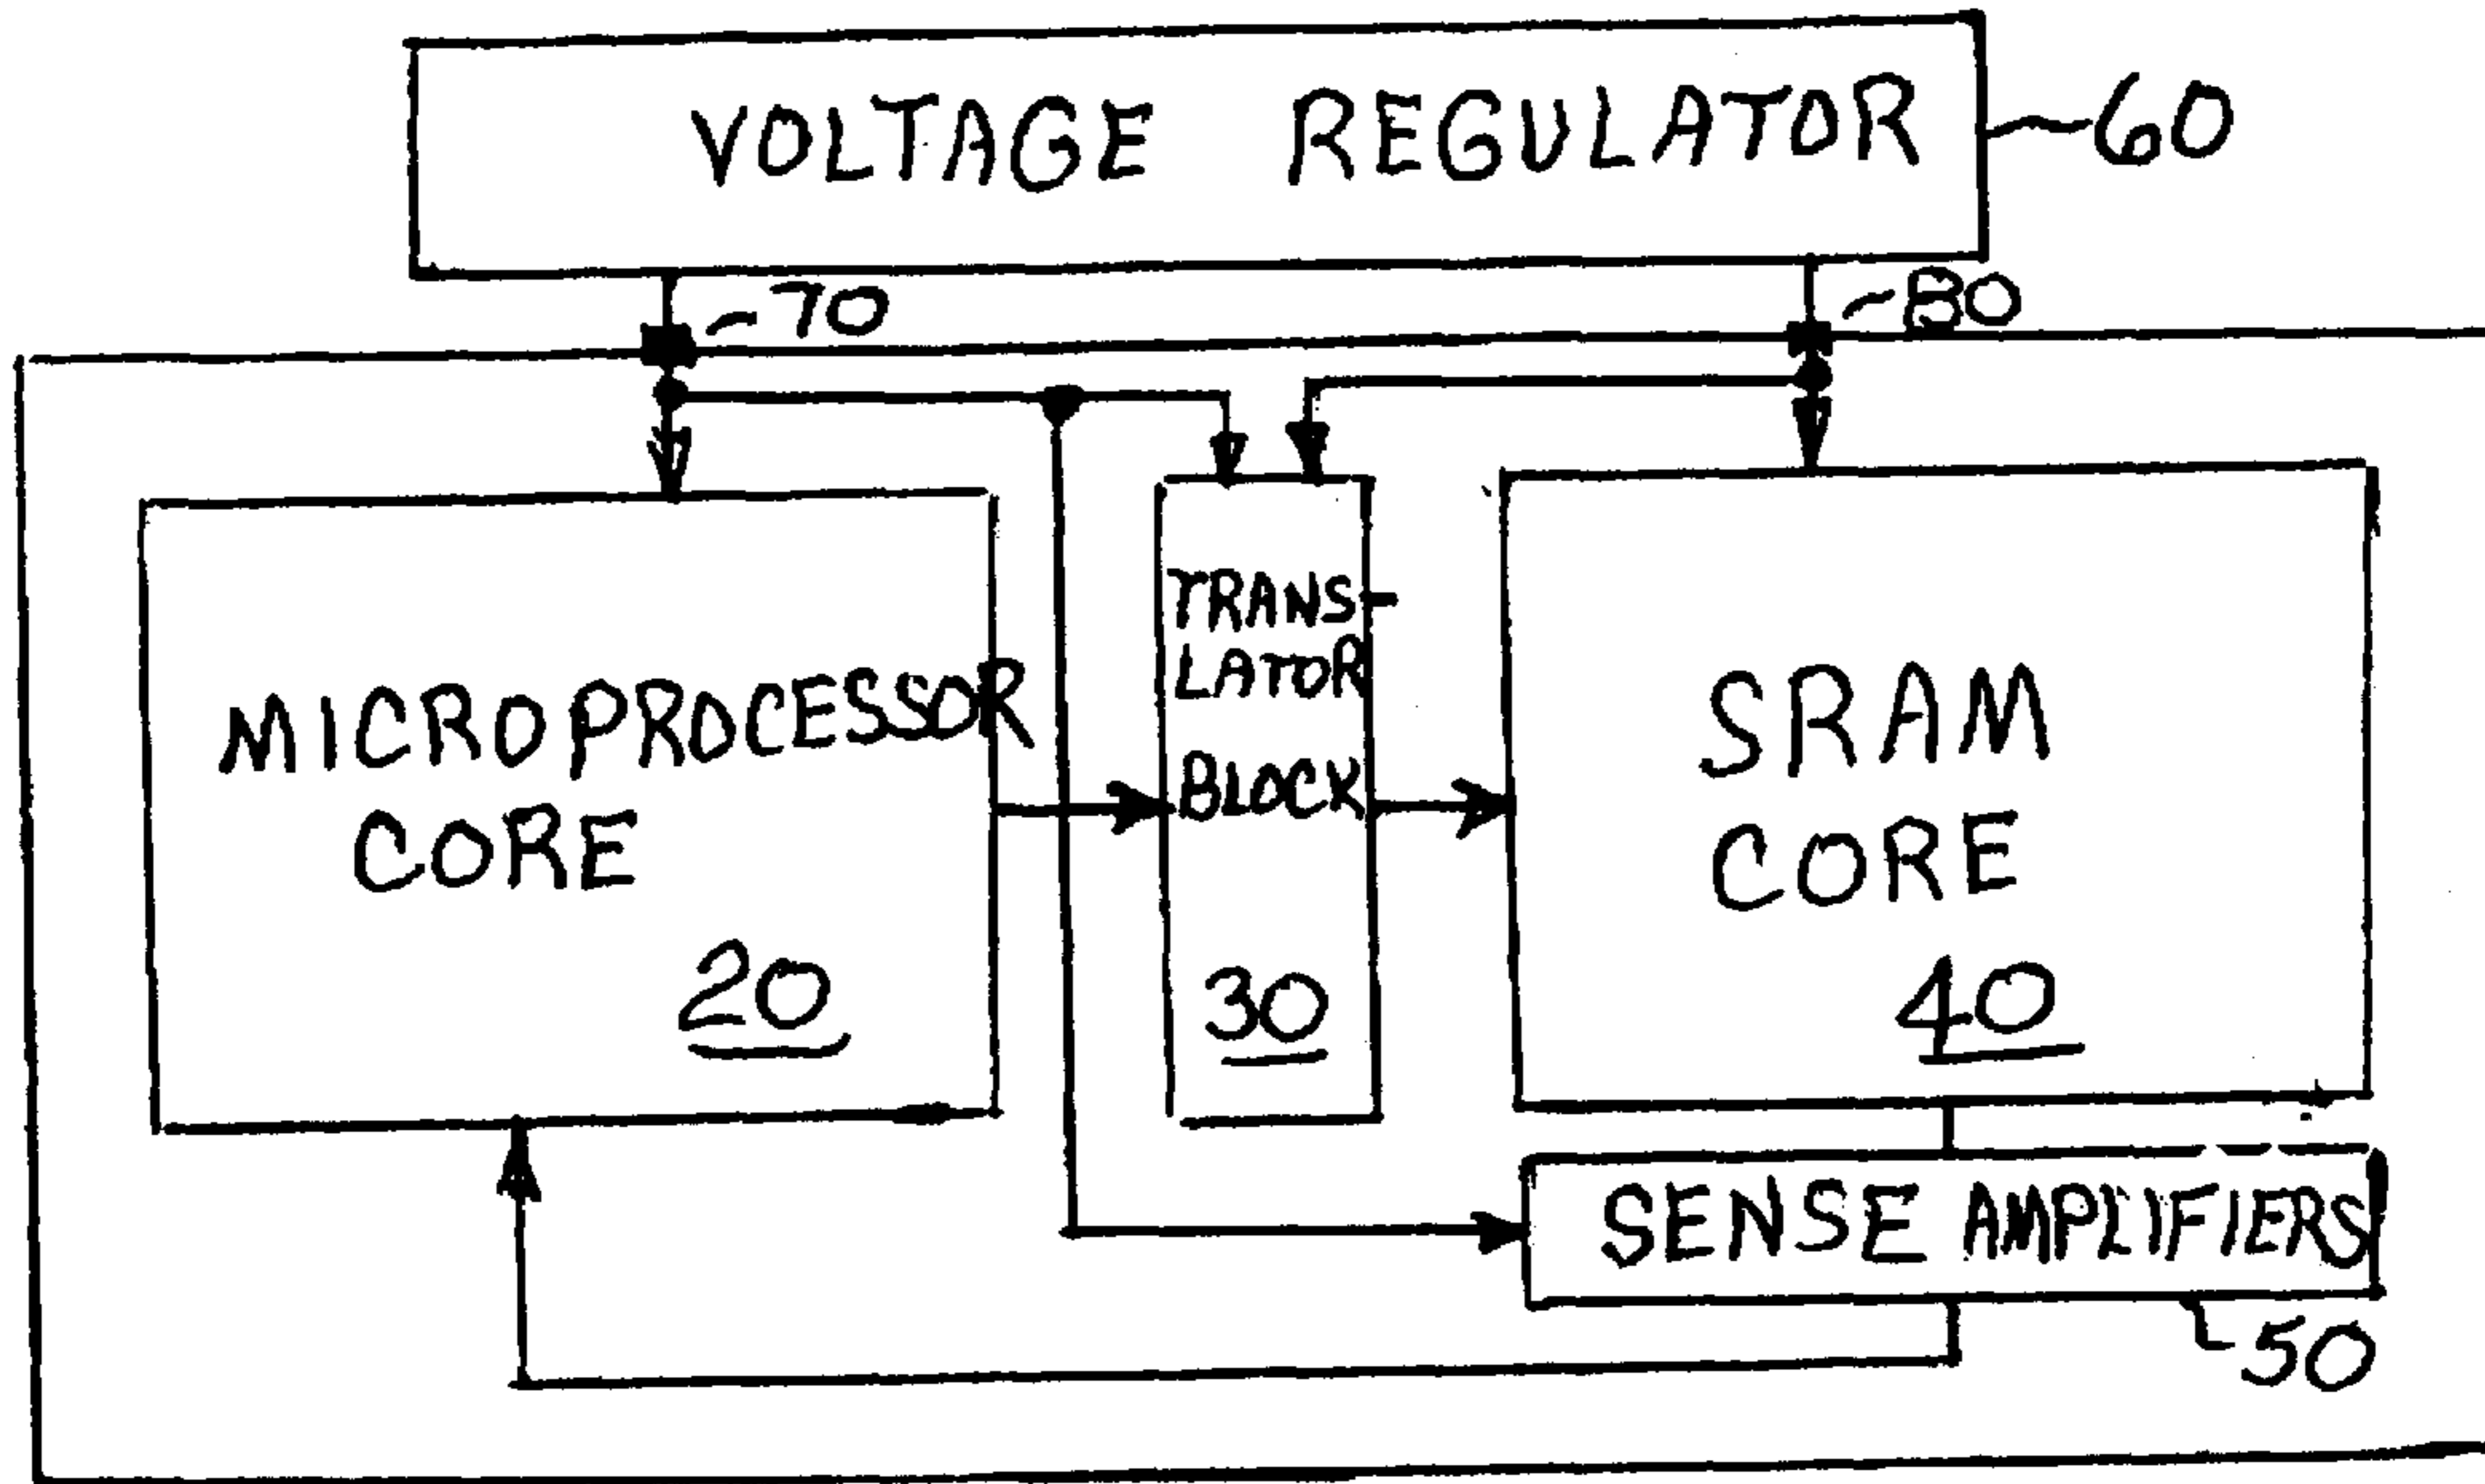 VOLTAGE REGULATOR
60
70
80
MICROPROCESSOR
CORE
20
TRANS-
LATOR
BLOCK
30
SRAM
CORE
40
SENSE AMPLIFIERS
50